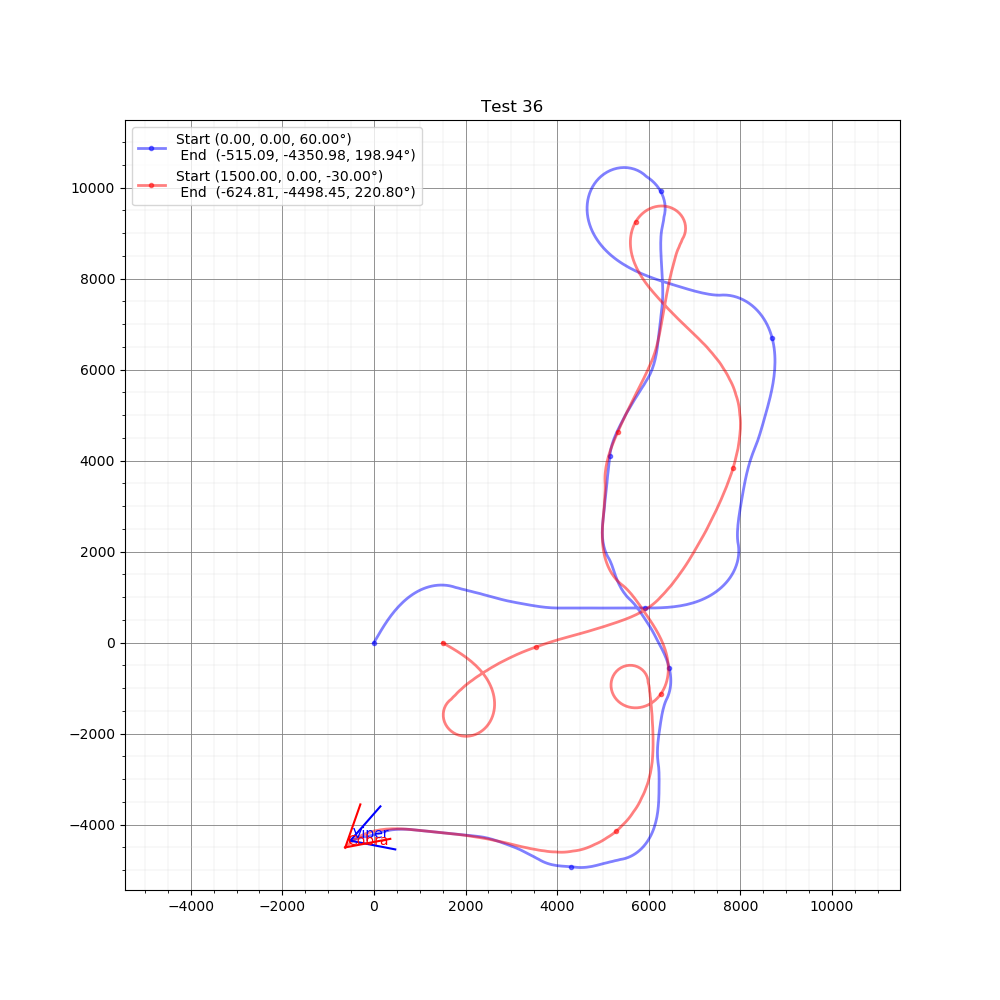 Test 36
Start (0.00, 0.00, 60.00°)
End (-515.09, -4350.98, 198.94°)
Start (1500.00, 0.00, -30.00°)
End (-624.81, -4498.45, 220.80°)
10000
8000
6000
4000
2000
0
−2000
−4000
Viper
Cobra
−4000 −2000 0 2000 4000 6000 8000 10000